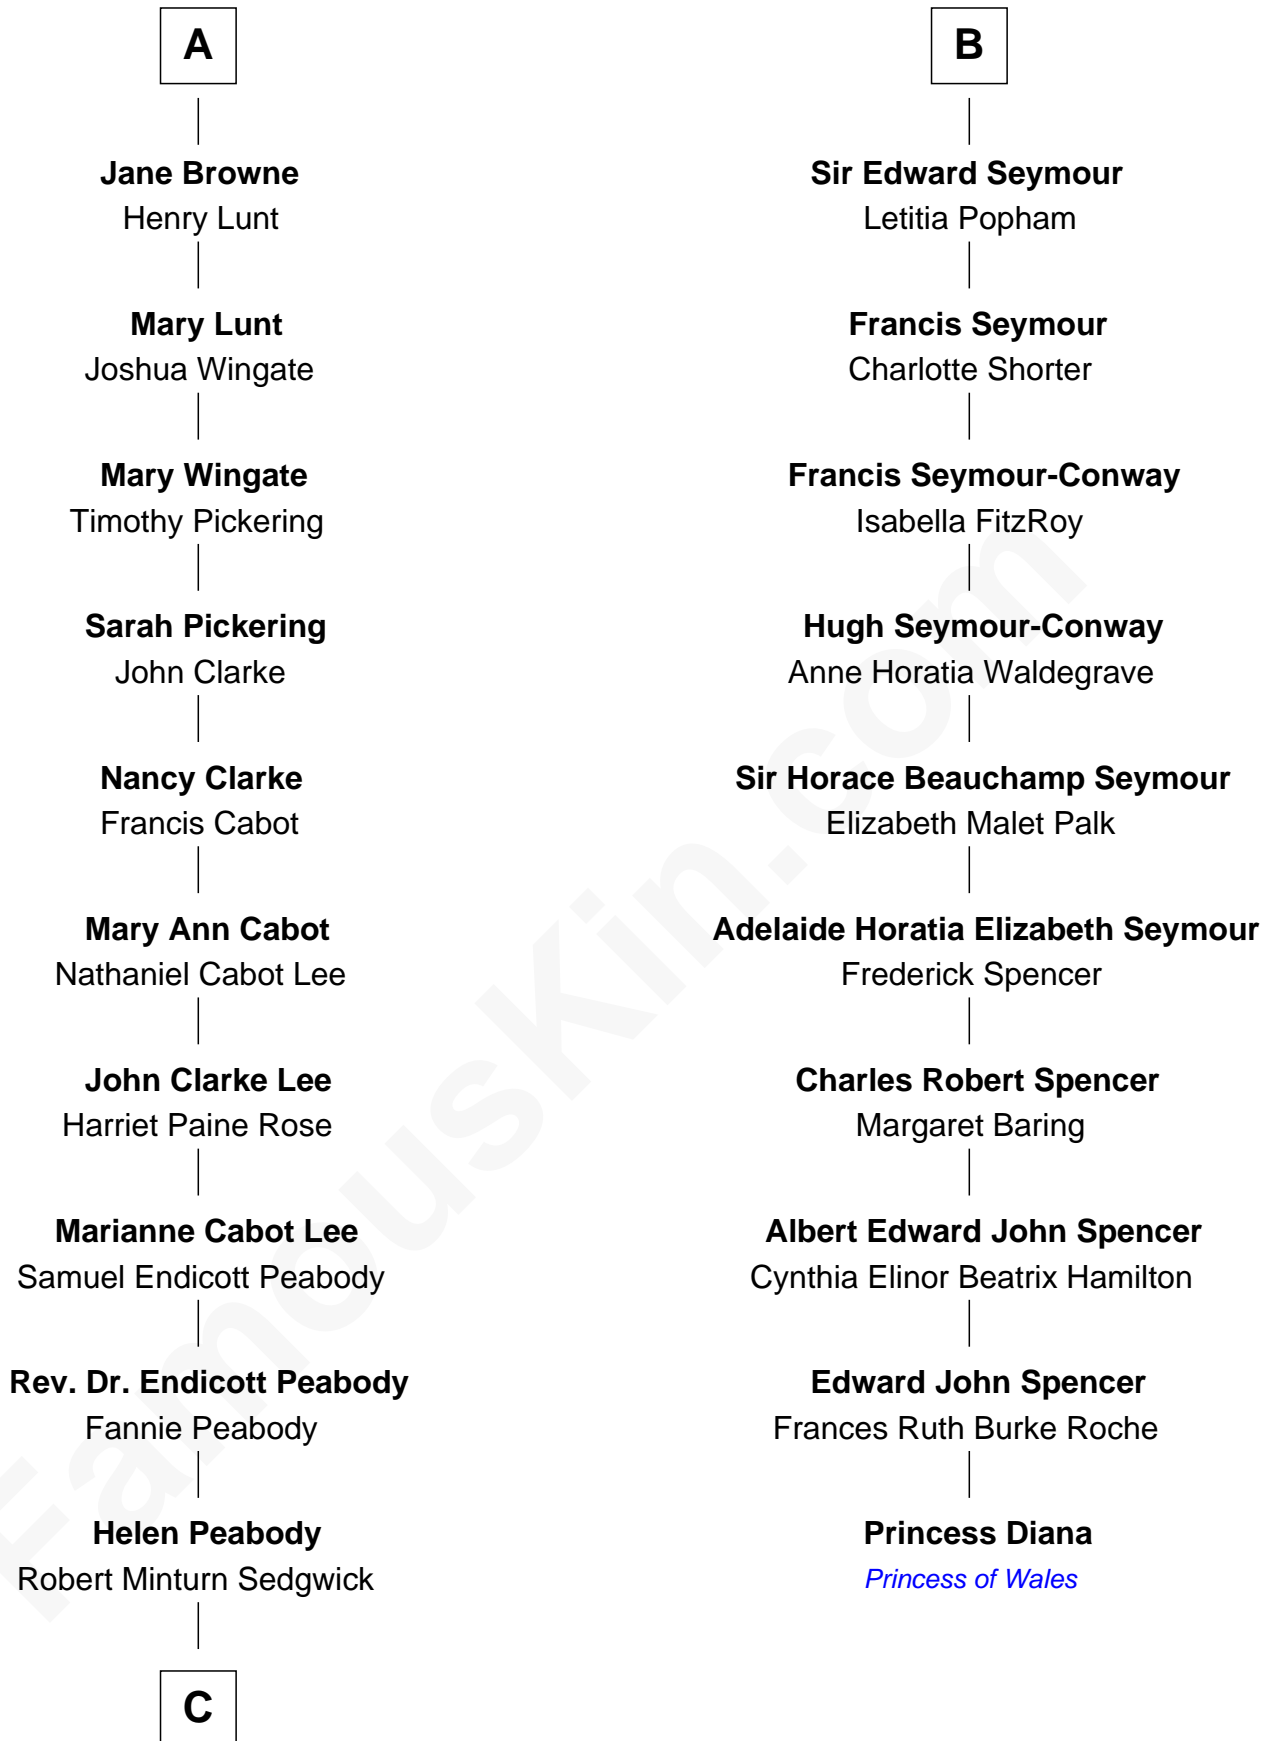 A
Jane Browne
Henry Lunt
Mary Lunt
Joshua Wingate
Mary Wingate
Timothy Pickering
Sarah Pickering
John Clarke
Nancy Clarke
Francis Cabot
Mary Ann Cabot
Nathaniel Cabot Lee
John Clarke Lee
Harriet Paine Rose
Marianne Cabot Lee
Samuel Endicott Peabody
Rev. Dr. Endicott Peabody
Fannie Peabody
Helen Peabody
Robert Minturn Sedgwick
C
B
Sir Edward Seymour
Letitia Popham
Francis Seymour
Charlotte Shorter
Francis Seymour-Conway
Isabella FitzRoy
Hugh Seymour-Conway
Anne Horatia Waldegrave
Sir Horace Beauchamp Seymour
Elizabeth Malet Palk
Adelaide Horatia Elizabeth Seymour
Frederick Spencer
Charles Robert Spencer
Margaret Baring
Albert Edward John Spencer
Cynthia Elinor Beatrix Hamilton
Edward John Spencer
Frances Ruth Burke Roche
Princess Diana
Princess of Wales
FamousKin.com